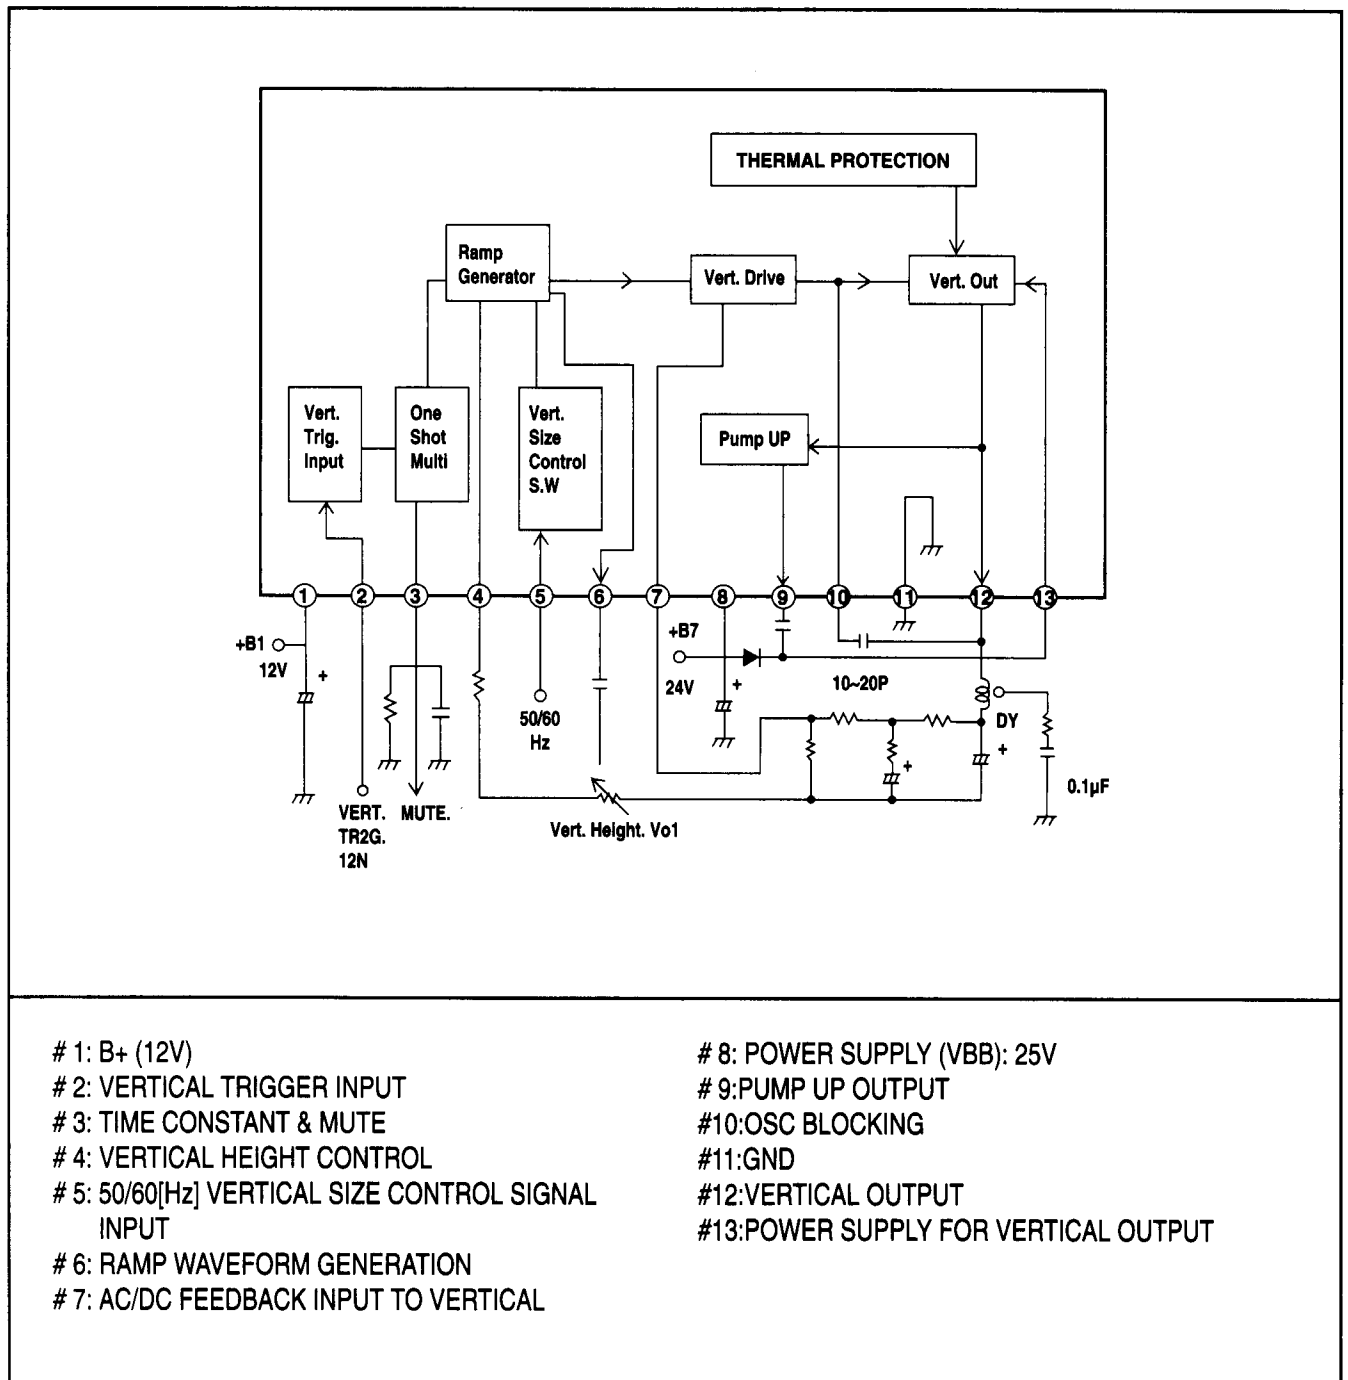 THERMAL PROTECTION
Ramp
Generator
Vert. Drive
Vert. Out
Vert.
Trig.
Input
One
Shot
Multi
Vert.
Size
Control
S.W
Pump UP
1 2 3 4 5 6 7 8 9 10 11 12 13
+B1
12V
+
50/60
Hz
+B7
24V
+
10~20P
DY
+
+
0.1µF
VERT.
TR2G.
12N
MUTE.
Vert. Height. Vo1
# 1: B+ (12V)
# 2: VERTICAL TRIGGER INPUT
# 3: TIME CONSTANT & MUTE
# 4: VERTICAL HEIGHT CONTROL
# 5: 50/60[Hz] VERTICAL SIZE CONTROL SIGNAL
INPUT
# 6: RAMP WAVEFORM GENERATION
# 7: AC/DC FEEDBACK INPUT TO VERTICAL
# 8: POWER SUPPLY (VBB): 25V
# 9:PUMP UP OUTPUT
#10:OSC BLOCKING
#11:GND
#12:VERTICAL OUTPUT
#13:POWER SUPPLY FOR VERTICAL OUTPUT